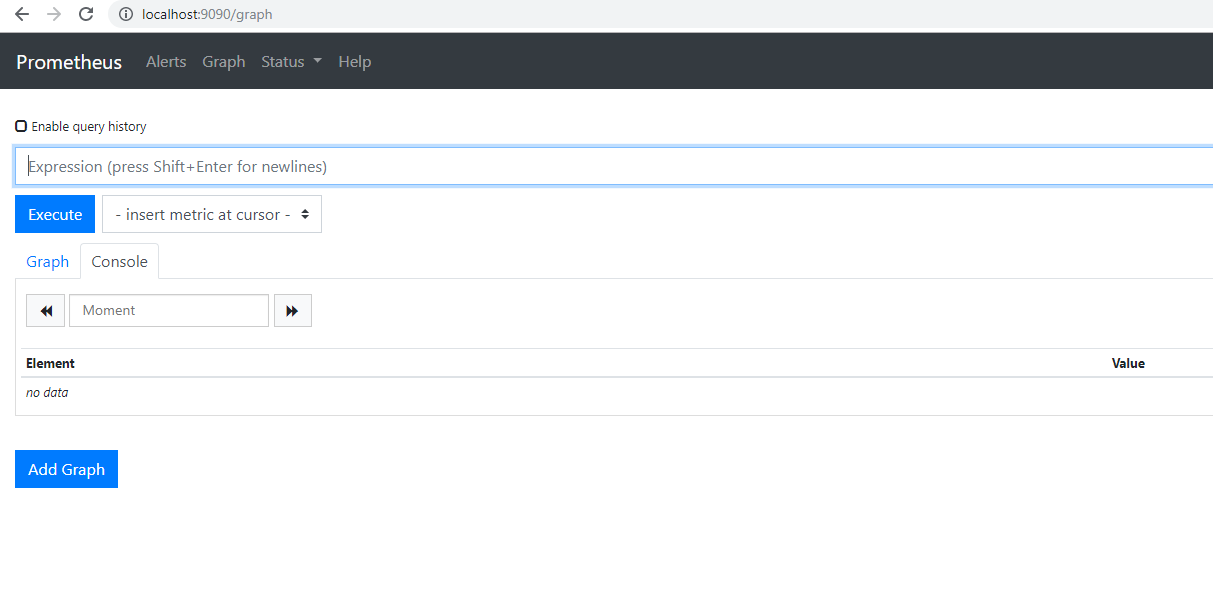 localhost:9090/graph
Prometheus Alerts Graph Status Help
Enable query history
Expression (press Shift+Enter for newlines)
Execute - insert metric at cursor -
Graph Console
Moment
Element Value
no data
Add Graph